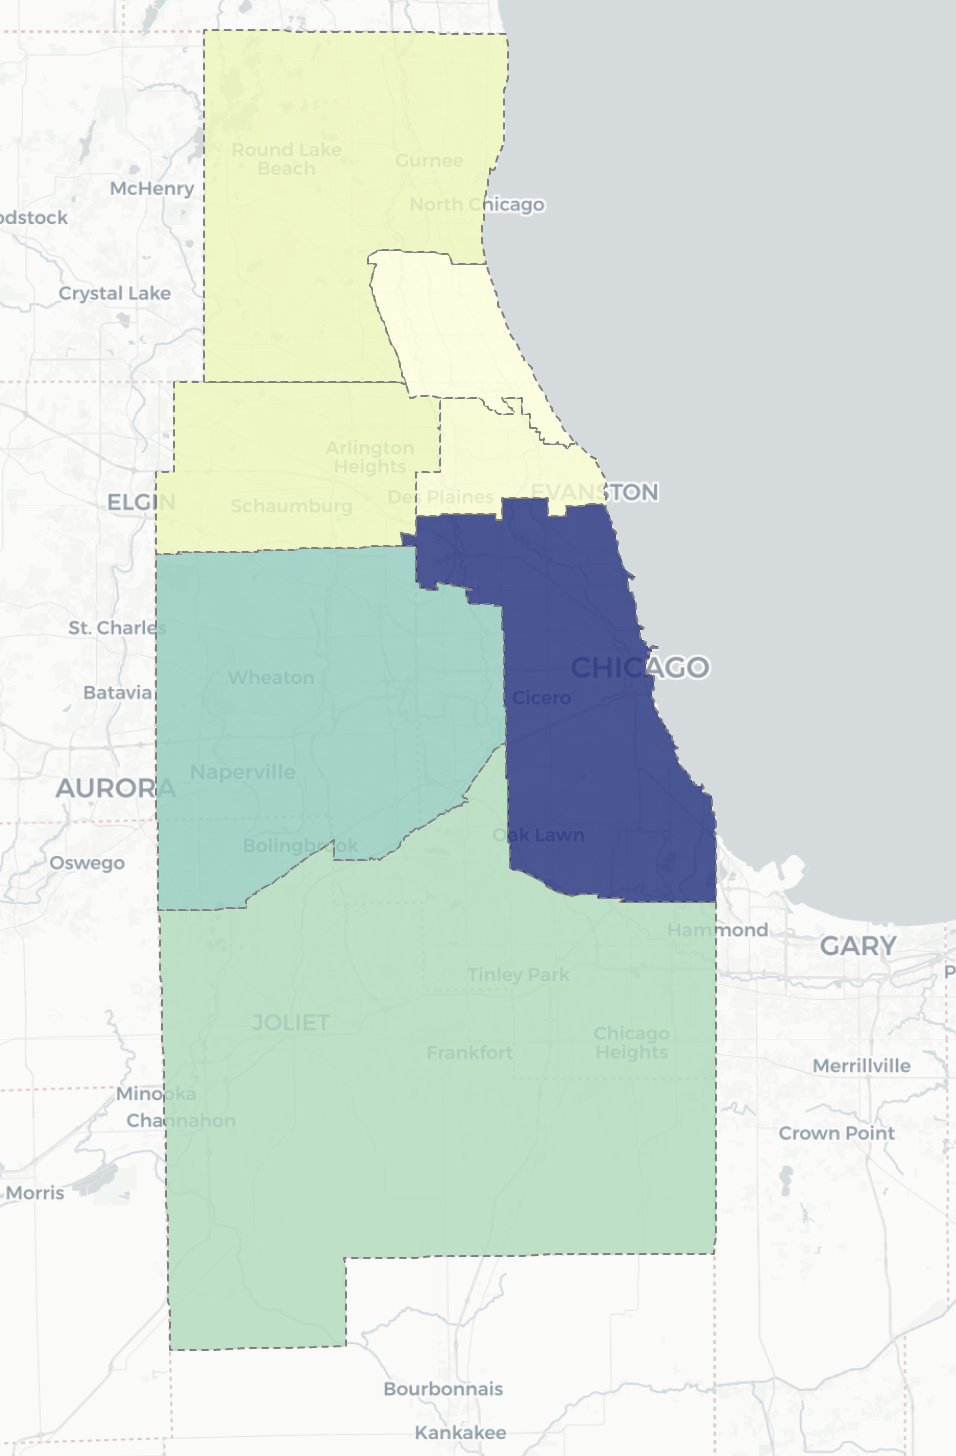 Round Lake
Beach
Gurnee
McHenry
North Chicago
odstock
Crystal Lake
Arlington
Heights
Des Plaines
EVANSTON
ELGIN
Schaumburg
St. Charles
CHICAGO
Wheaton
Batavia
Cicero
Naperville
AURORA
Oak Lawn
Bolingbrook
Oswego
Hammond
GARY
P
Tinley Park
JOLIET
Chicago
Heights
Frankfort
Merrillville
Minooka
Channahon
Crown Point
Morris
Bourbonnais
Kankakee